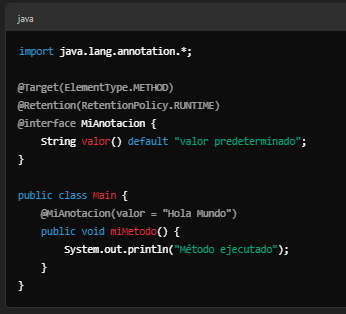 java
import java.lang.annotation.*;
@Target(ElementType.METHOD)
@Retention(RetentionPolicy.RUNTIME)
@interface MiAnotacion {
    String valor() default "valor predeterminado";
}
public class Main {
    @MiAnotacion(valor = "Hola Mundo")
    public void miMetodo() {
        System.out.println("Método ejecutado");
    }
}